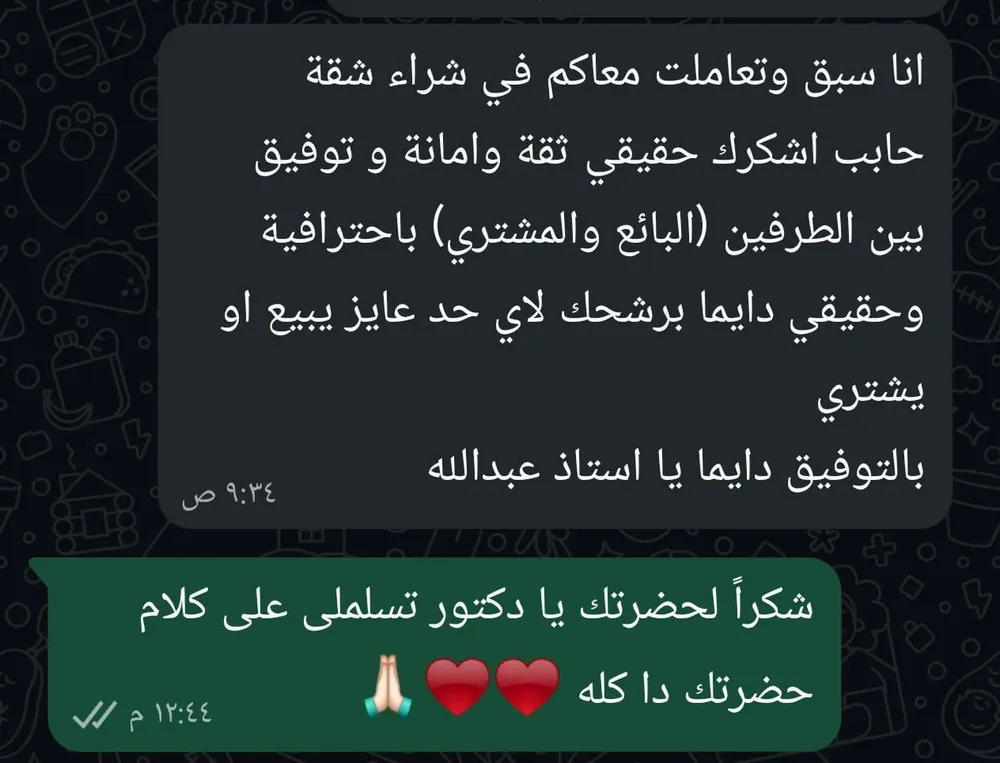 انا سبق وتعاملت معاكم في شراء شقة
حابب اشكرك حقيقي ثقة وامانة و توفيق
بين الطرفين (البائع والمشتري) باحترافية
وحقيقي دايما برشحك لاي حد عايز يبيع او
يشتري
بالتوفيق دايما يا استاذ عبدالله
٩:٣٤ ص
شكراً لحضرتك يا دكتور تسلملى على كلام
حضرتك دا كله ❤️❤️🙏🏻
١٢:٤٤ م